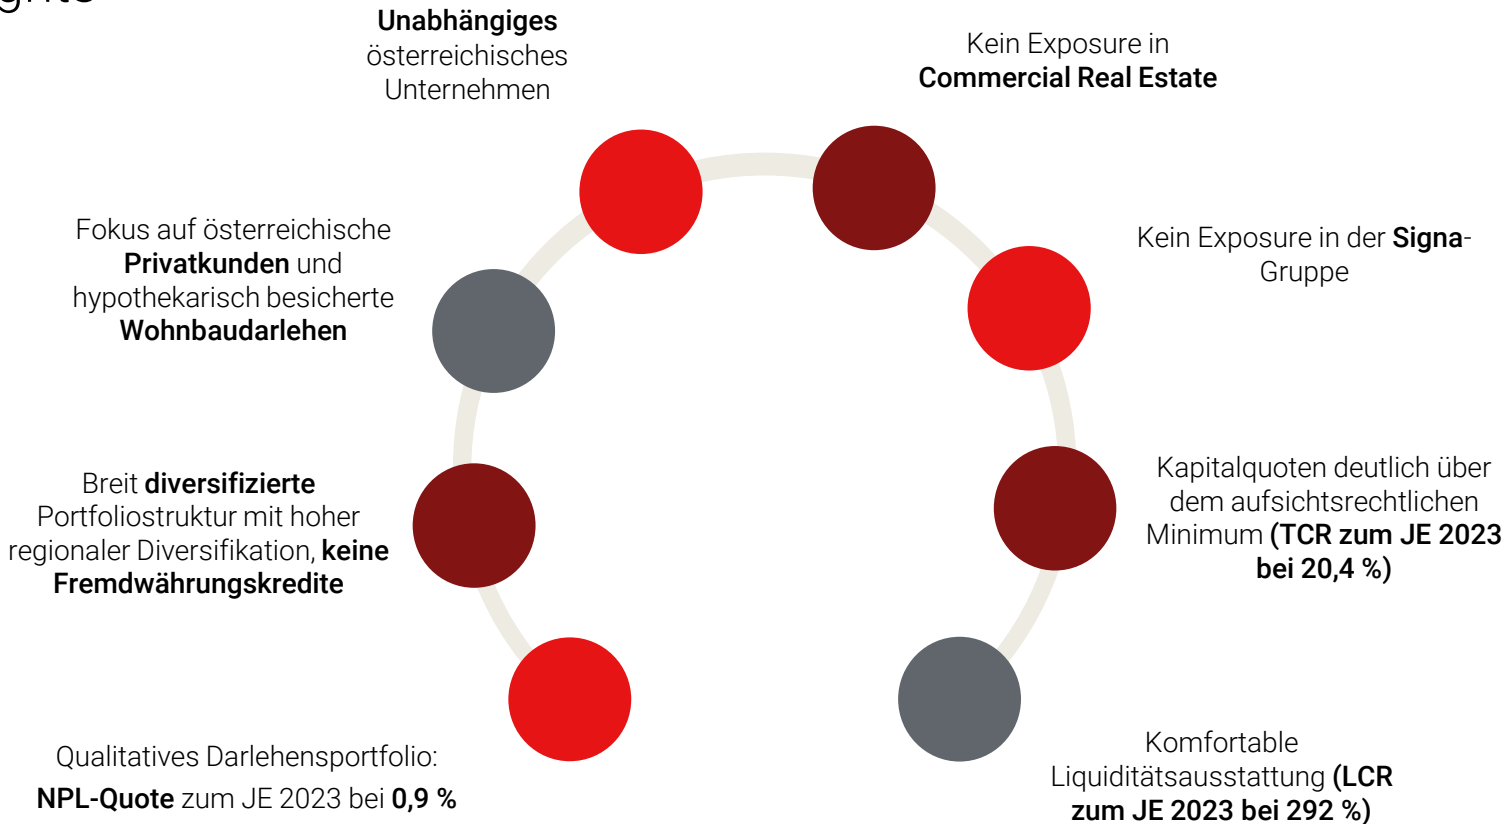 Unabhängiges
österreichisches
Unternehmen
Kein Exposure in
Commercial Real Estate
Fokus auf österreichische
Privatkunden und
hypothekarisch besicherte
Wohnbaudarlehen
Kein Exposure in der Signa-
Gruppe
Breit diversifizierte
Portfoliostruktur mit hoher
regionaler Diversifikation, keine
Fremdwährungskredite
Kapitalquoten deutlich über
dem aufsichtsrechtlichen
Minimum (TCR zum JE 2023
bei 20,4 %)
Qualitatives Darlehensportfolio:
NPL-Quote zum JE 2023 bei 0,9 %
Komfortable
Liquiditätsausstattung (LCR
zum JE 2023 bei 292 %)